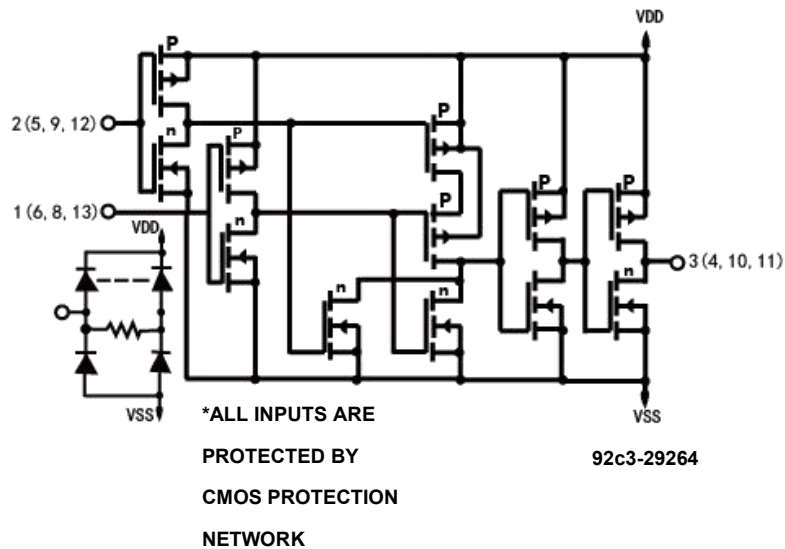 VDD
P
P
2(5, 9, 12)
n
P
P
P
P
P
1(6, 8, 13)
n
VDD
3(4, 10, 11)
n
n
n
VSS
VSS
*ALL INPUTS ARE
PROTECTED BY
92c3-29264
CMOS PROTECTION
NETWORK